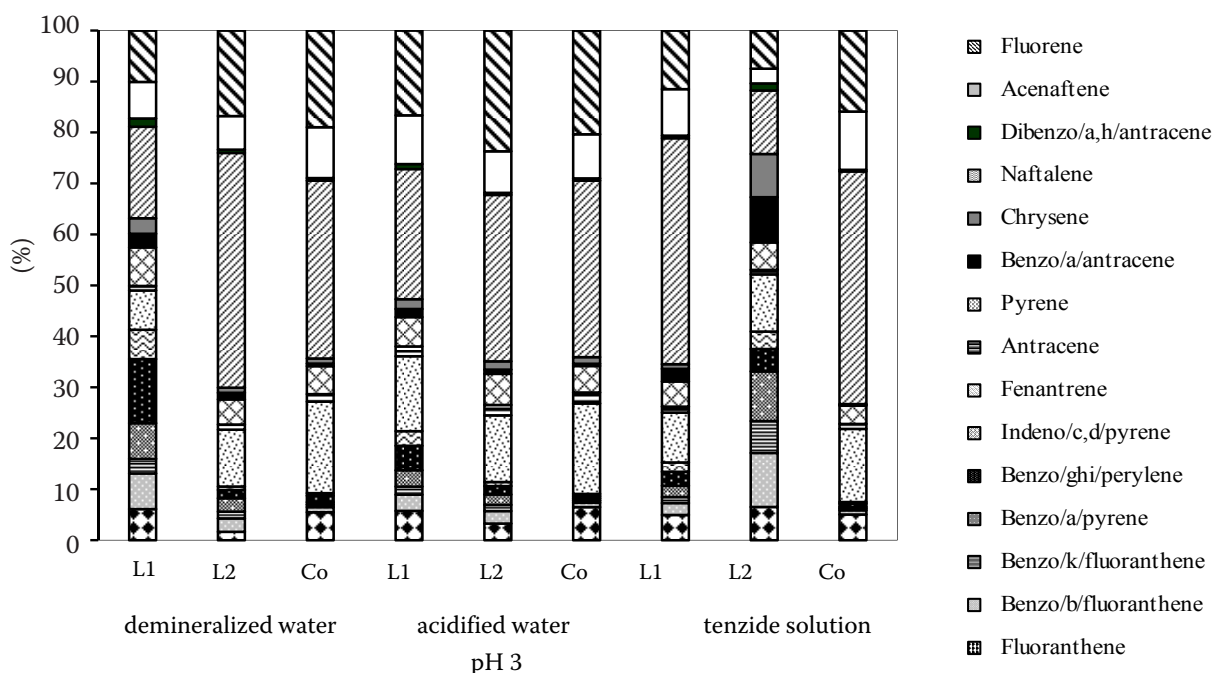 100
90
80
70
60
50
40
30
20
10
0
(%)
L1 L2 Co L1 L2 Co L1 L2 Co
demineralized water acidified water tenzide solution
pH 3
Fluorene
Acenaftene
Dibenzo/a,h/antracene
Naftalene
Chrysene
Benzo/a/antracene
Pyrene
Antracene
Fenantrene
Indeno/c,d/pyrene
Benzo/ghi/perylene
Benzo/a/pyrene
Benzo/k/fluoranthene
Benzo/b/fluoranthene
Fluoranthene